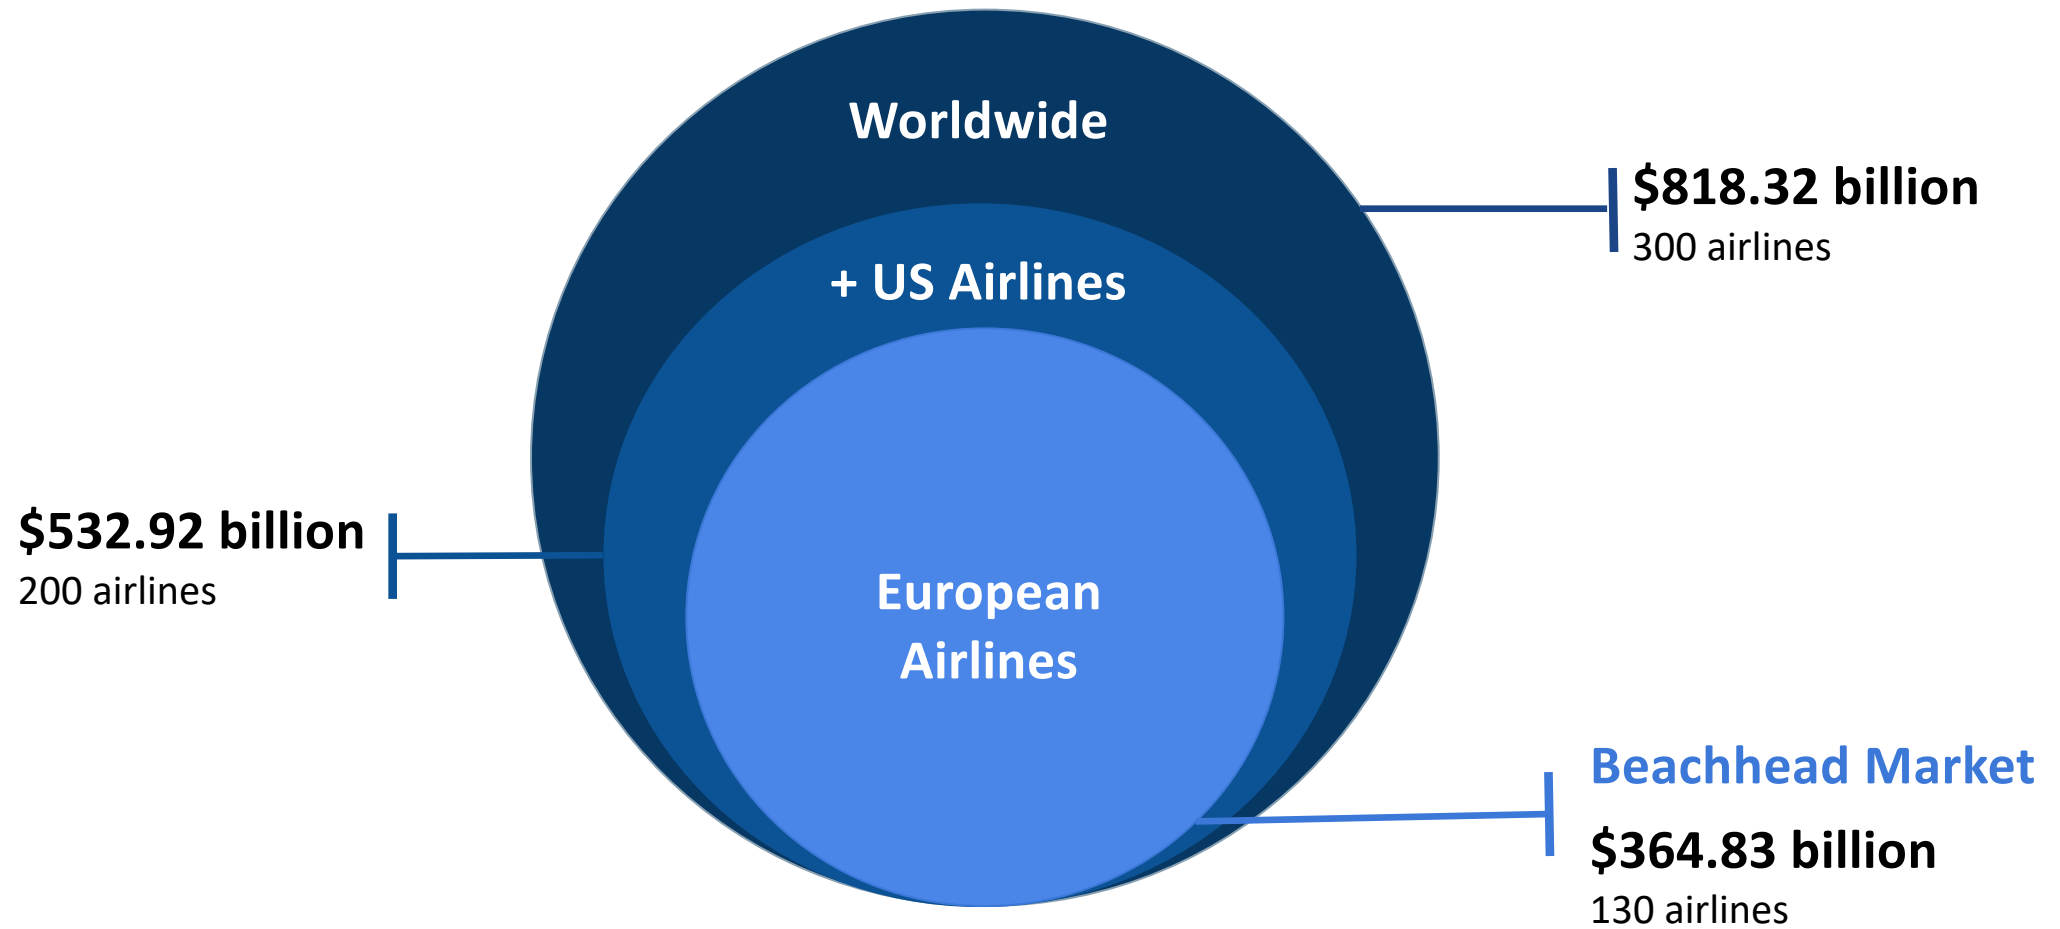 Worldwide
$818.32 billion
300 airlines
+ US Airlines
$532.92 billion
200 airlines
European
Airlines
Beachhead Market
$364.83 billion
130 airlines